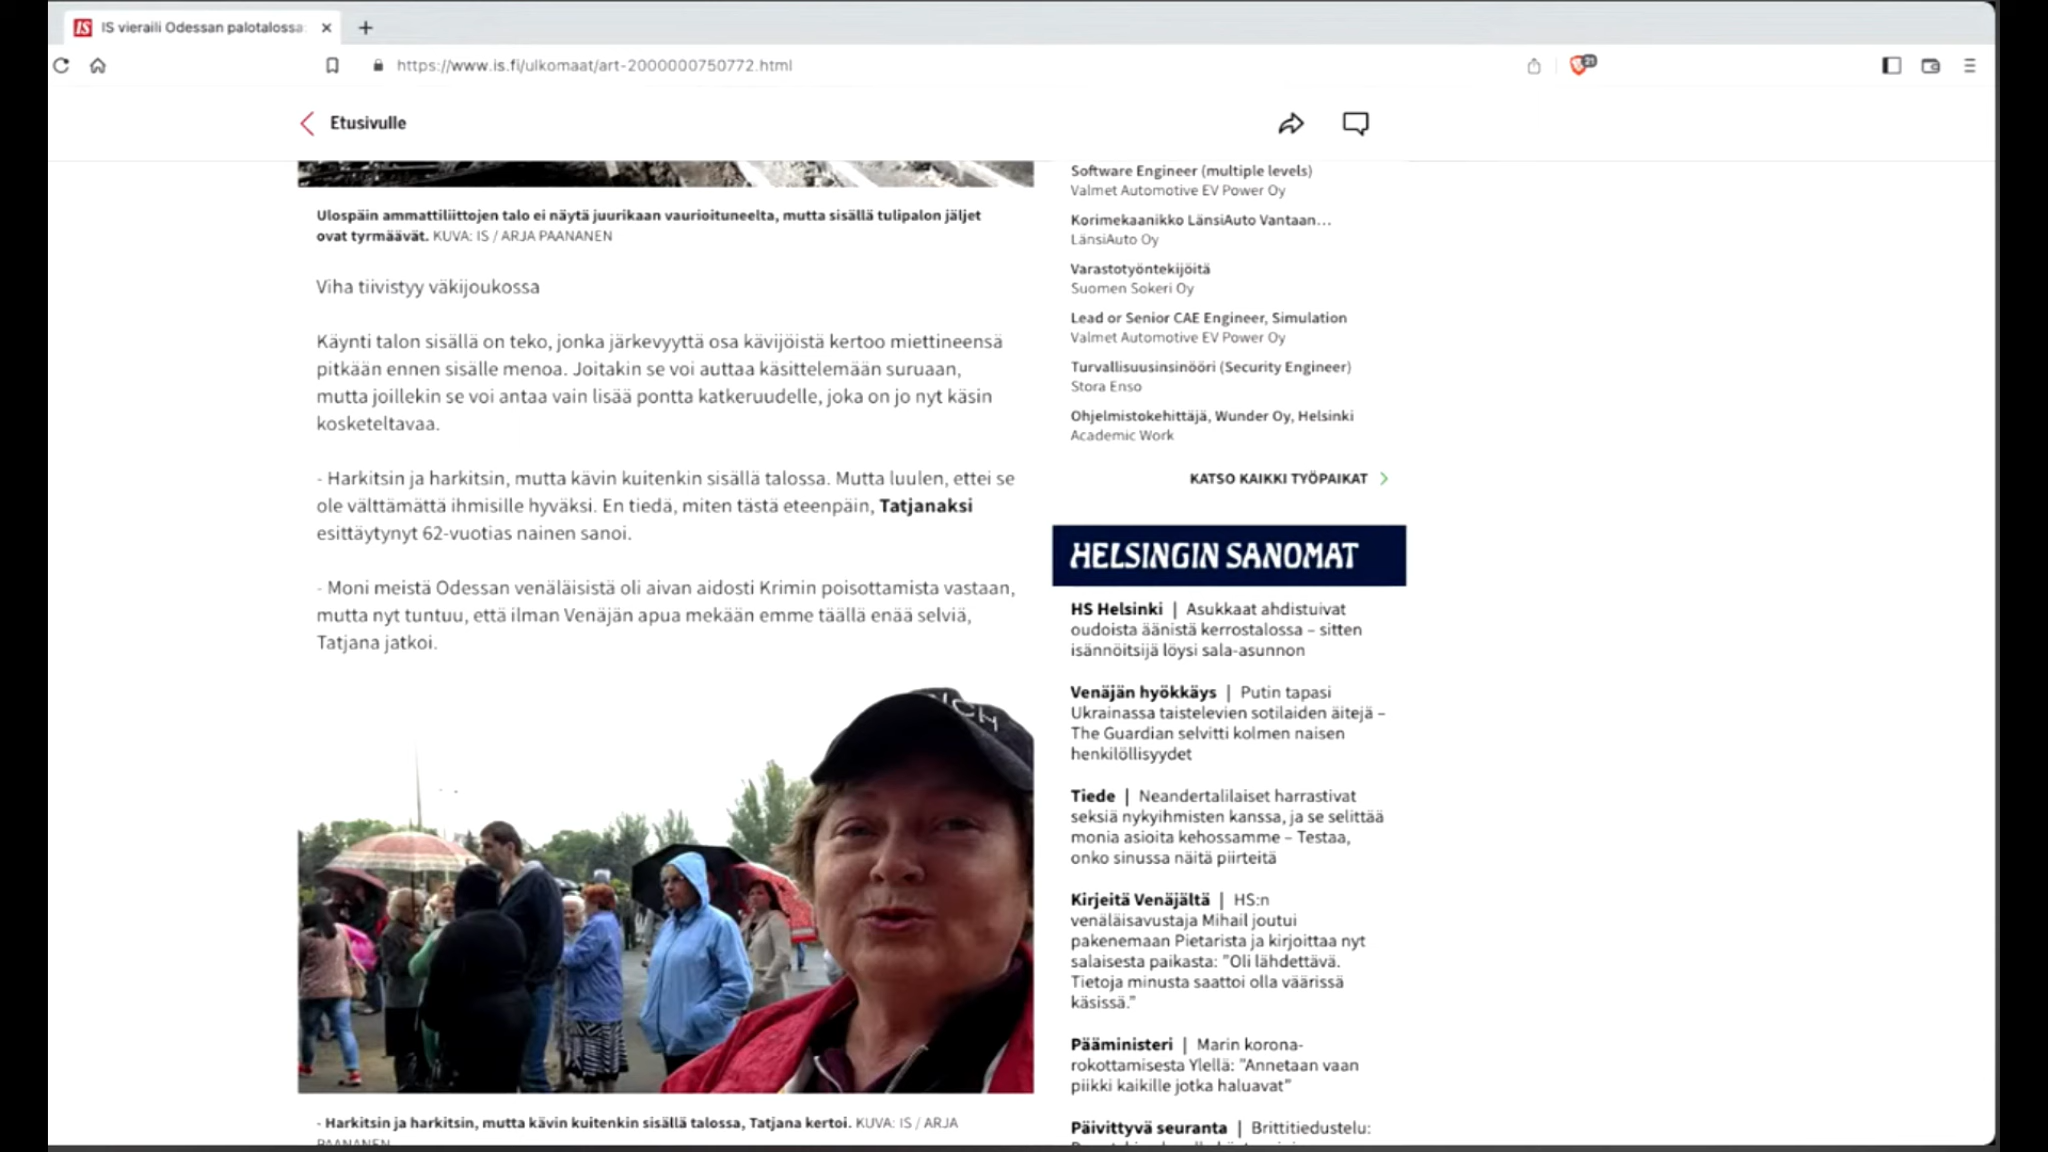 IS vieraili Odessan palotalossa:
https://www.is.fi/ulkomaat/art-2000000750772.html
21
Etusivulle
Ulospäin ammattiliittojen talo ei näytä juurikaan vaurioituneelta, mutta sisällä tulipalon jäljet
ovat tyrmäävät. KUVA: IS / ARJA PAANANEN
Viha tiivistyy väkijoukossa
Käynti talon sisällä on teko, jonka järkevyyttä osa kävijöistä kertoo miettineensä
pitkään ennen sisälle menoa. Joitakin se voi auttaa käsittelemään suruaan,
mutta joillekin se voi antaa vain lisää pontta katkeruudelle, joka on jo nyt käsin
kosketeltavaa.
- Harkitsin ja harkitsin, mutta kävin kuitenkin sisällä talossa. Mutta luulen, ettei se
ole välttämättä ihmisille hyväksi. En tiedä, miten tästä eteenpäin, Tatjanaksi
esittäytynyt 62-vuotias nainen sanoi.
- Moni meistä Odessan venäläisistä oli aivan aidosti Krimin poisottamista vastaan,
mutta nyt tuntuu, että ilman Venäjän apua mekään emme täällä enää selviä,
Tatjana jatkoi.
- Harkitsin ja harkitsin, mutta kävin kuitenkin sisällä talossa, Tatjana kertoi. KUVA: IS / ARJA
PAANANEN
Software Engineer (multiple levels)
Valmet Automotive EV Power Oy
Korimekaanikko LänsiAuto Vantaan...
LänsiAuto Oy
Varastotyöntekijöitä
Suomen Sokeri Oy
Lead or Senior CAE Engineer, Simulation
Valmet Automotive EV Power Oy
Turvallisuusinsinööri (Security Engineer)
Stora Enso
Ohjelmistokehittäjä, Wunder Oy, Helsinki
Academic Work
KATSO KAIKKI TYÖPAIKAT
HELSINGIN SANOMAT
HS Helsinki | Asukkaat ahdistuivat
oudoista äänistä kerrostalossa – sitten
isännöitsijä löysi sala-asunnon
Venäjän hyökkäys | Putin tapasi
Ukrainassa taistelevien sotilaiden äitejä –
The Guardian selvitti kolmen naisen
henkilöllisyydet
Tiede | Neandertalilaiset harrastivat
seksiä nykyihmisten kanssa, ja se selittää
monia asioita kehossamme – Testaa,
onko sinussa näitä piirteitä
Kirjeitä Venäjältä | HS:n
venäläisavustaja Mihail joutui
pakenemaan Pietarista ja kirjoittaa nyt
salaisesta paikasta: ”Oli lähdettävä.
Tietoja minusta saattoi olla väärissä
käsissä.”
Pääministeri | Marin korona-
rokottamisesta Ylellä: ”Annetaan vaan
piikki kaikille jotka haluavat”
Päivittyvä seuranta | Brittitiedustelu: